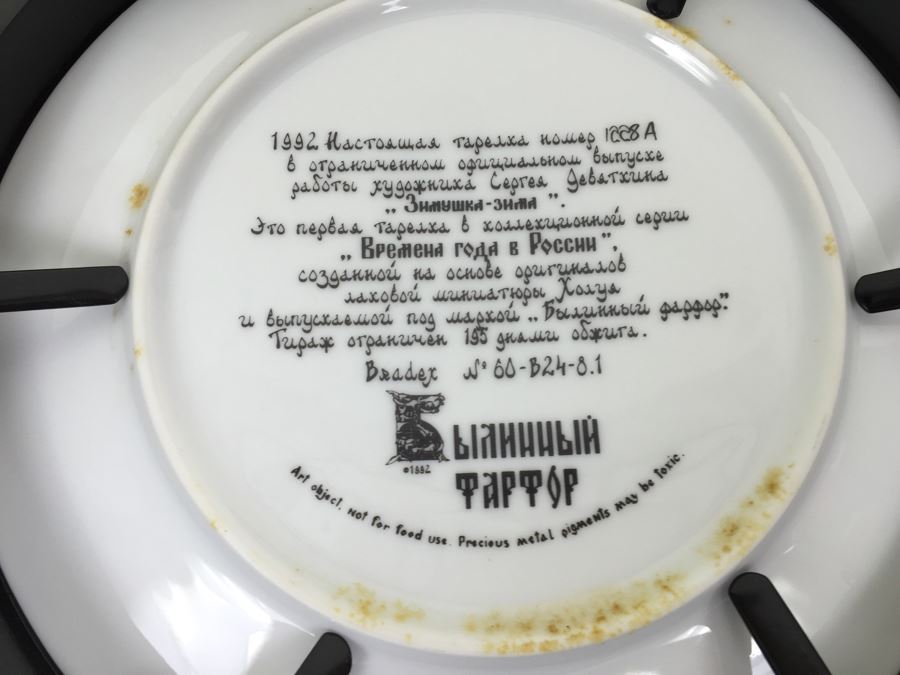 1992 Настоящая тарелка номер 1668 A
в ограниченном официальном выпуске
работы художника Сергея Девяткина
„Зимушка-зима”.
Это первая тарелка в коллекционной серии
„Времена года в России”,
созданной на основе оригиналов
лаковой миниатюры Холуя
и выпускаемой под маркой „Былинный фарфор”.
Тираж ограничен 195 днями обжига.
Bradex № 60-B24-8.1
Былинный
фарфор
©1992
Art object, not for food use. Precious metal pigments may be toxic.